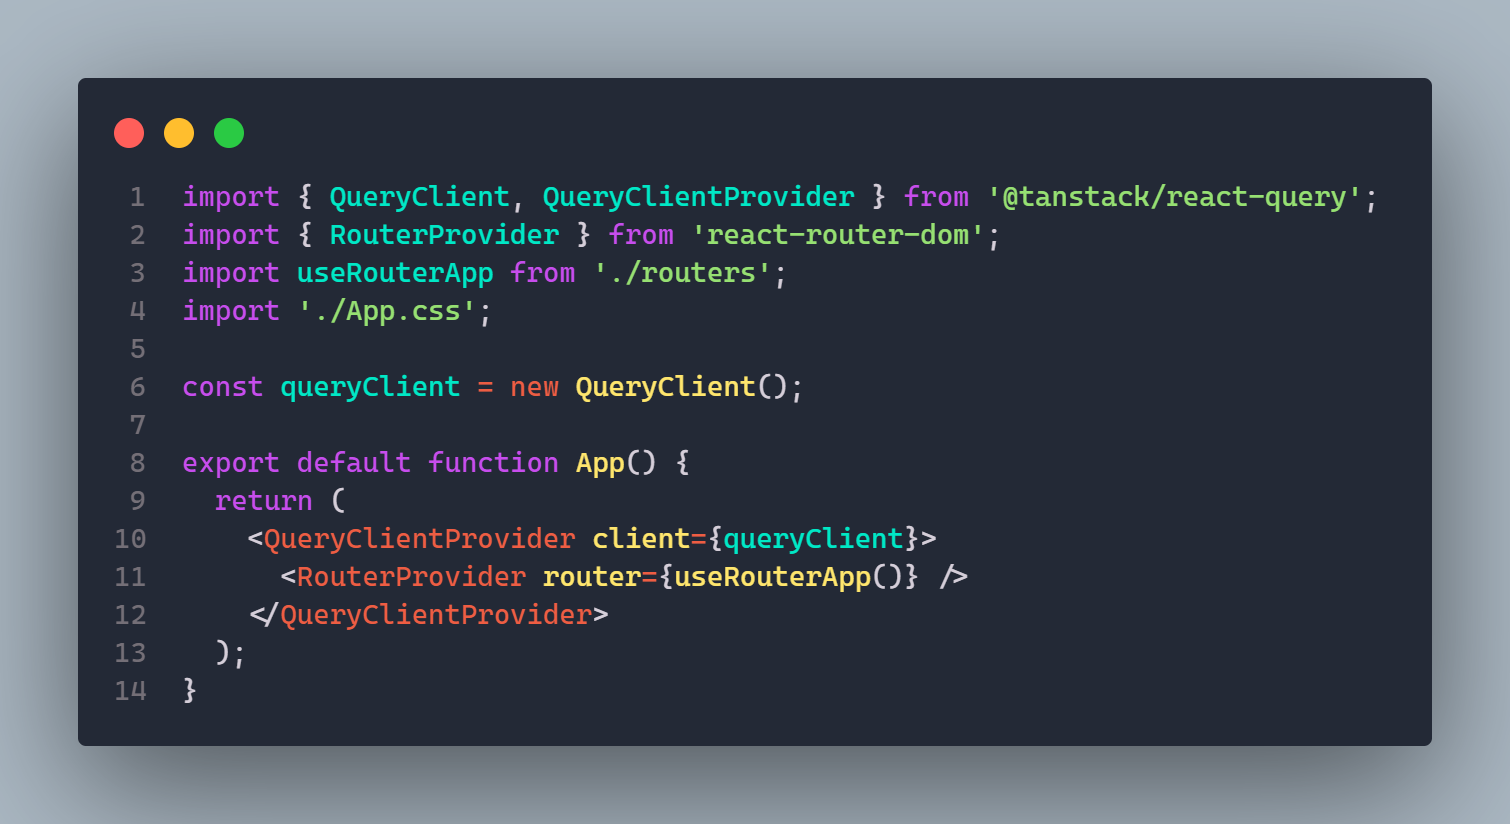 1 import { QueryClient, QueryClientProvider } from '@tanstack/react-query';
2 import { RouterProvider } from 'react-router-dom';
3 import useRouterApp from './routers';
4 import './App.css';
5
6 const queryClient = new QueryClient();
7
8 export default function App() {
9   return (
10     <QueryClientProvider client={queryClient}>
11       <RouterProvider router={useRouterApp()} />
12     </QueryClientProvider>
13   );
14 }